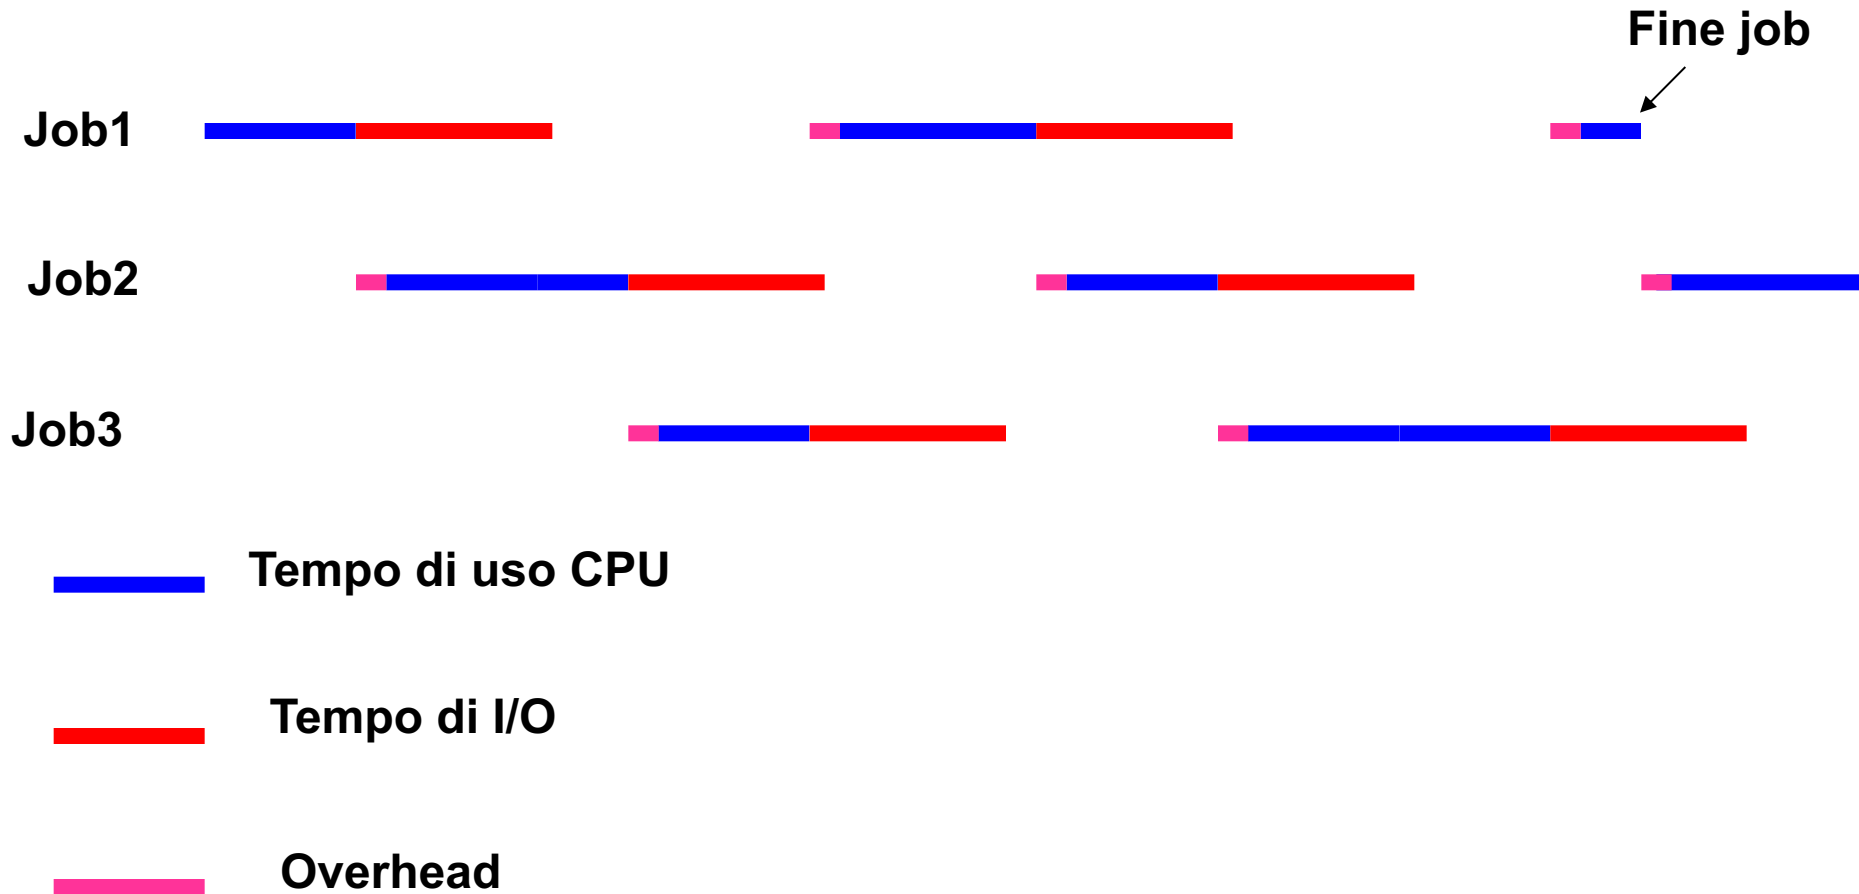 Fine job
Job1
Job2
Job3
Tempo di uso CPU
Tempo di I/O
Overhead